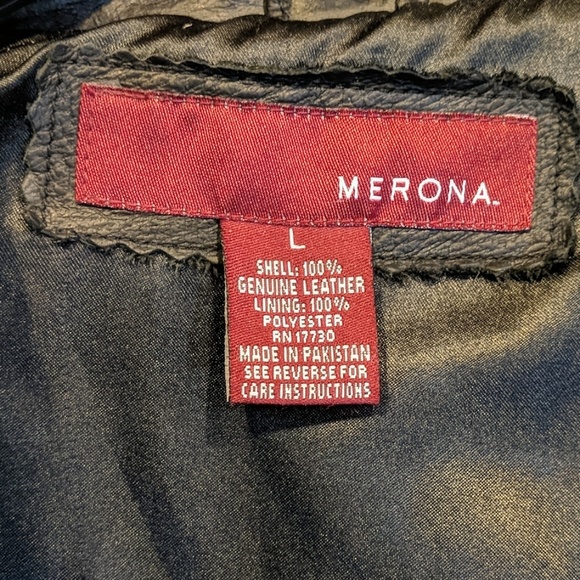 MERONA.
L
SHELL: 100%
GENUINE LEATHER
LINING: 100%
POLYESTER
RN 17730
MADE IN PAKISTAN
SEE REVERSE FOR
CARE INSTRUCTIONS